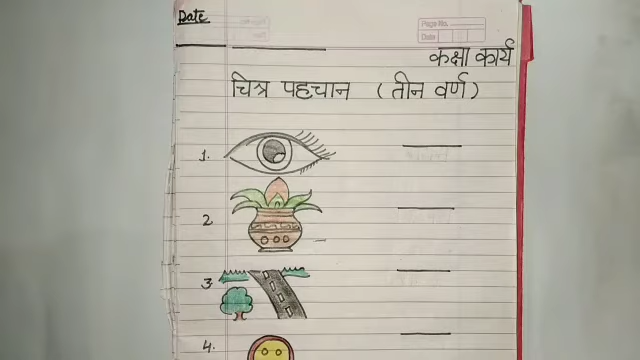 Date
Page No.
Date
कक्षा कार्य
चित्र पहचान (तीन वर्ण)
1.
2
3.
4.